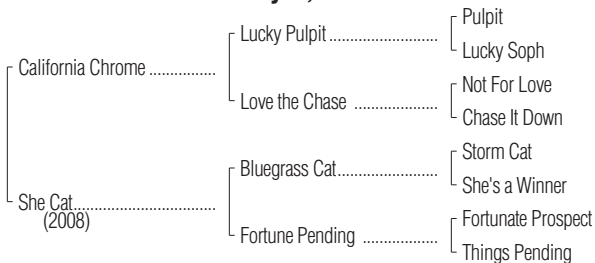 Pulpit
Lucky Pulpit ......................
Lucky Soph
California Chrome ...............
Not For Love
Love the Chase .....................
Chase It Down
Storm Cat
Bluegrass Cat.....................
She's a Winner
She Cat..............................
(2008)
Fortunate Prospect
Fortune Pending ..................
Things Pending